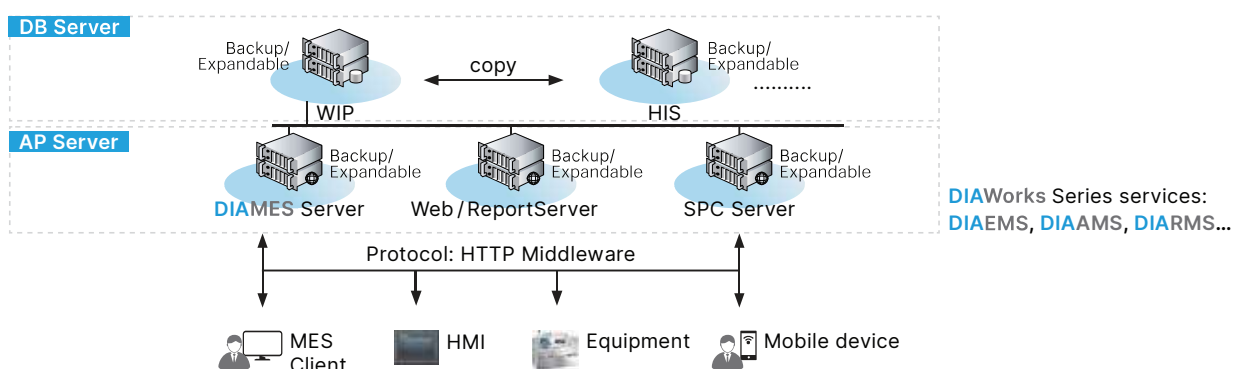 DB Server
Backup/
Expandable
copy
Backup/
Expandable
..........
WIP
HIS
AP Server
Backup/
Expandable
Backup/
Expandable
Backup/
Expandable
DIAMES Server
Web/ReportServer
SPC Server
DIAWorks Series services:
DIAEMS, DIAAMS, DIARMS...
Protocol: HTTP Middleware
MES
Client
HMI
Equipment
Mobile device